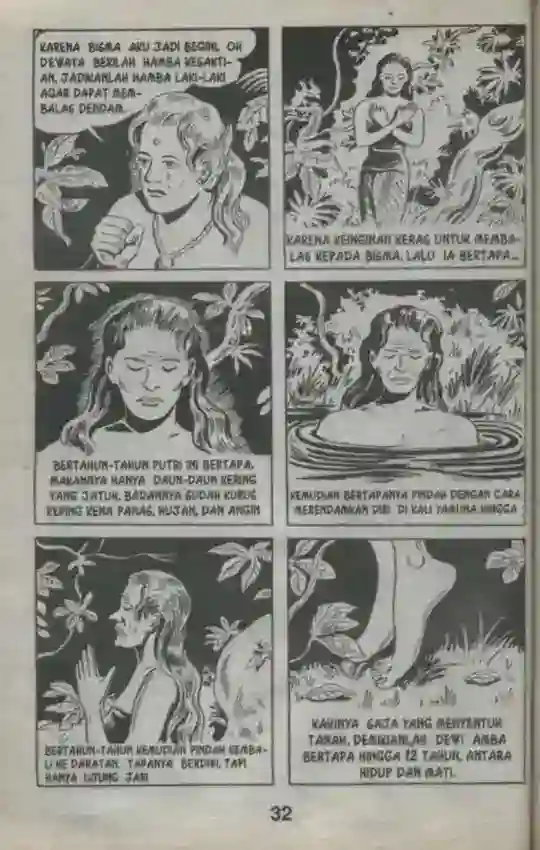 KARENA BISMA AKU JADI BEGINI. OH
DEWATA BERILAH HAMBA KESAKTI-
AN, JADIKANLAH HAMBA LAKI-LAKI
AGAR DAPAT MEM-
BALAS DENDAM.
KARENA KEINGINAN KERAS UNTUK MEMBA-
LAS KEPADA BISMA, LALU IA BERTAPA...
BERTAHUN-TAHUN PUTRI INI BERTAPA,
MAKANNYA HANYA DAUN-DAUN KERING
YANG JATUH, BADANNYA SUDAH KURUS
KERING KENA PANAS, HUJAN, DAN ANGIN
KEMUDIAN BERTAPANYA PINDAH DENGAN CARA
MERENDAMKAN DIRI DI KALI YAMUNA HINGGA
BERTAHUN-TAHUN KEMUDIAN PINDAH KEMBA-
LI KE DARATAN. TAPANYA BERDIRI, TAPI
HANYA UJUNG JARI
KAKINYA SAJA YANG MENYENTUH
TANAH, DEMIKIANLAH DEWI AMBA
BERTAPA HINGGA 12 TAHUN, ANTARA
HIDUP DAN MATI.
32